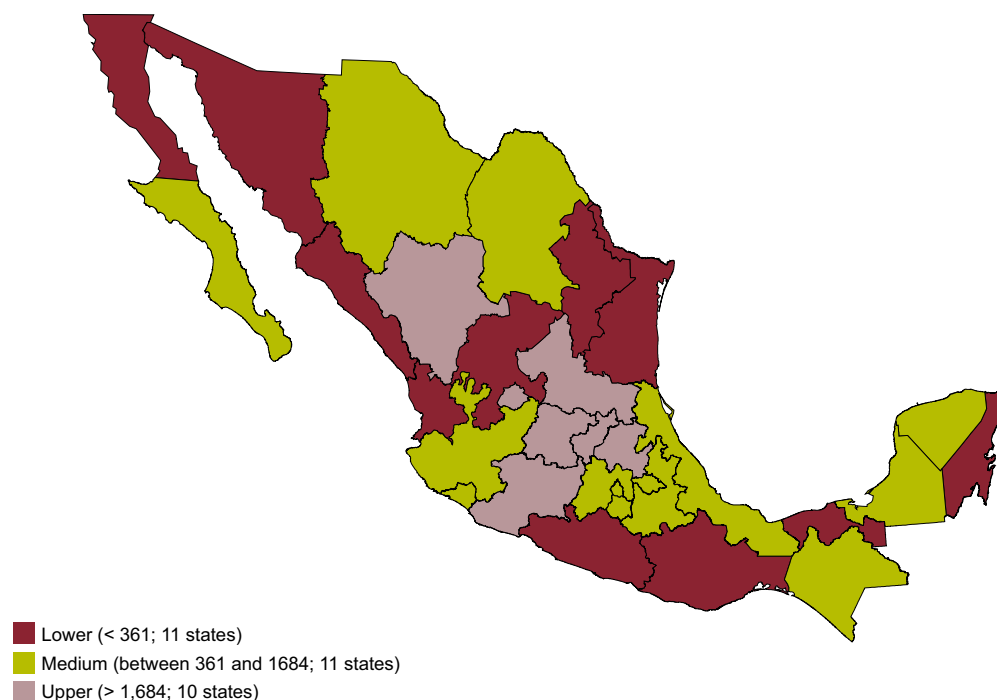 Lower (< 361; 11 states)
Medium (between 361 and 1684; 11 states)
Upper (> 1,684; 10 states)